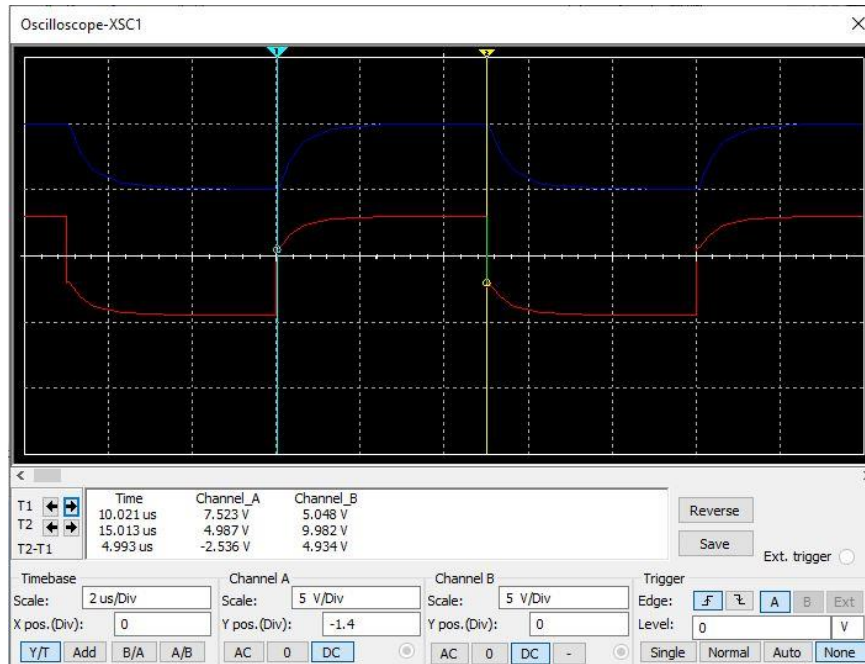 Oscilloscope-XSC1
1
2
T1
T2
T2-T1
Time Channel_A Channel_B
10.021 us 7.523 V 5.048 V
15.013 us 4.987 V 9.982 V
4.993 us -2.536 V 4.934 V
Reverse
Save
Ext. trigger
Timebase
Scale: 2 us/Div
X pos.(Div): 0
Y/T Add B/A A/B
Channel A
Scale: 5 V/Div
Y pos.(Div): -1.4
AC 0 DC
Channel B
Scale: 5 V/Div
Y pos.(Div): 0
AC 0 DC -
Trigger
Edge: A B Ext
Level: 0 V
Single Normal Auto None